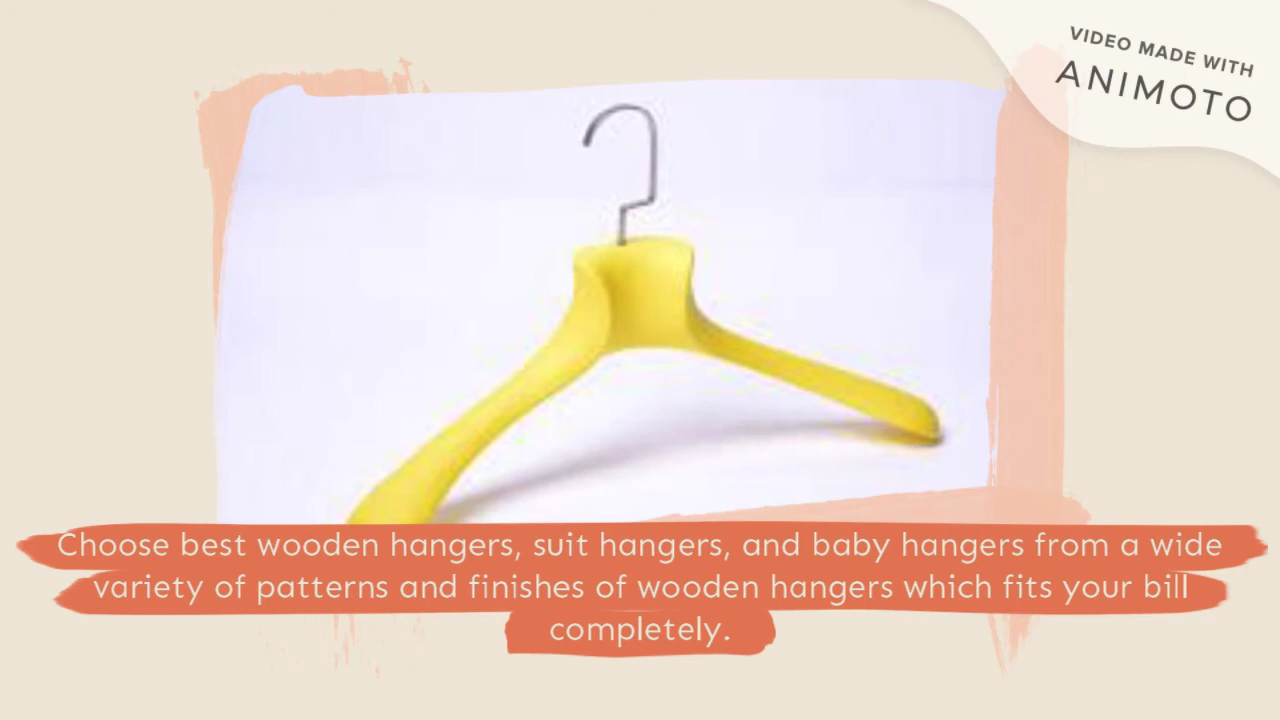 VIDEO MADE WITH
ANIMOTO
Choose best wooden hangers, suit hangers, and baby hangers from a wide
variety of patterns and finishes of wooden hangers which fits your bill
completely.